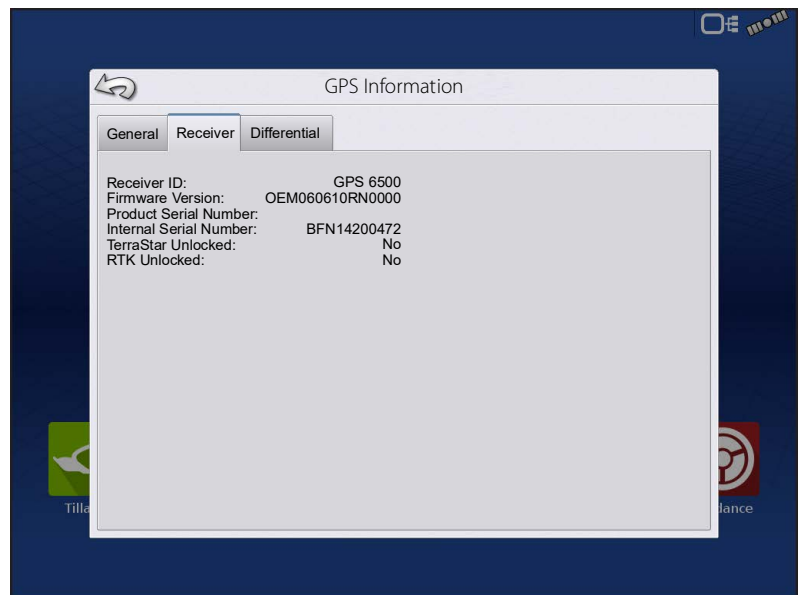 GPS Information
General Receiver Differential
Receiver ID: GPS 6500
Firmware Version: OEM060610RN0000
Product Serial Number:
Internal Serial Number: BFN14200472
TerraStar Unlocked: No
RTK Unlocked: No
Tilla
dance